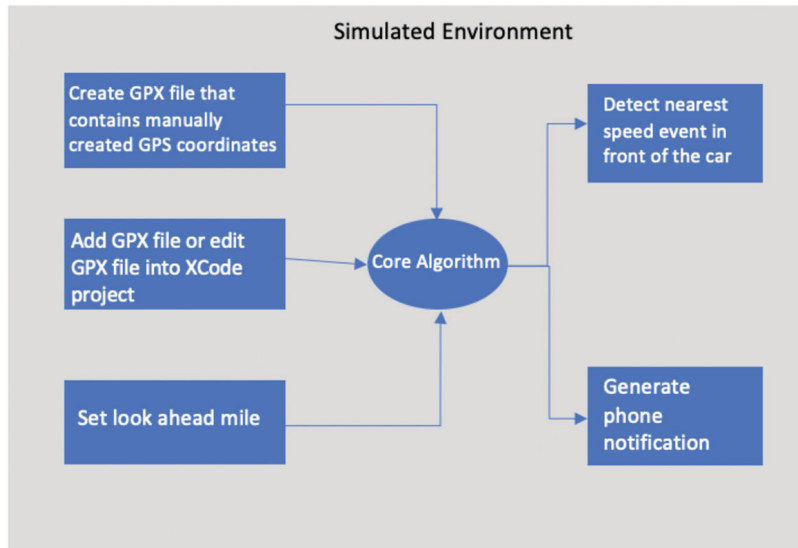 Simulated Environment
Create GPX file that
contains manually
created GPS coordinates
Add GPX file or edit
GPX file into XCode
project
Set look ahead mile
Core Algorithm
Detect nearest
speed event in
front of the car
Generate
phone
notification